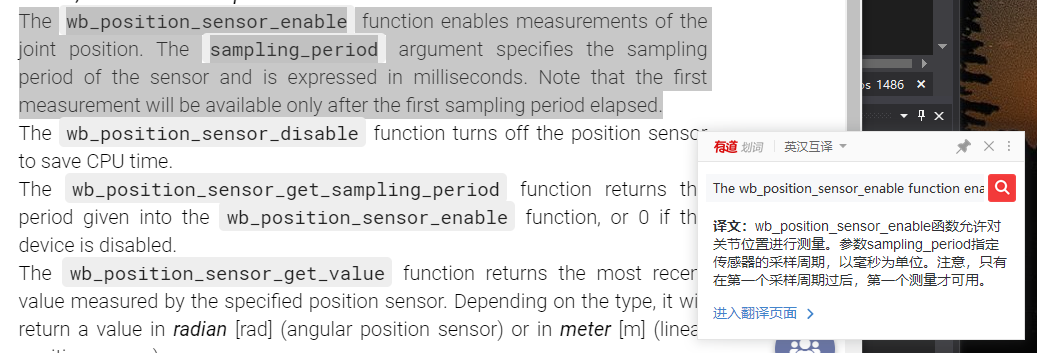 The wb_position_sensor_enable function enables measurements of the
joint position. The sampling_period argument specifies the sampling
period of the sensor and is expressed in milliseconds. Note that the first
measurement will be available only after the first sampling period elapsed.
The wb_position_sensor_disable function turns off the position sensor
to save CPU time.
The wb_position_sensor_get_sampling_period function returns th
period given into the wb_position_sensor_enable function, or 0 if th
device is disabled.
The wb_position_sensor_get_value function returns the most recen
value measured by the specified position sensor. Depending on the type, it wi
return a value in radian [rad] (angular position sensor) or in meter [m] (linea
os 1486
有道 划词 英汉互译
The wb_position_sensor_enable function ena
译文：wb_position_sensor_enable函数允许对
关节位置进行测量。参数sampling_period指定
传感器的采样周期，以毫秒为单位。注意，只有
在第一个采样周期过后，第一个测量才可用。
进入翻译页面